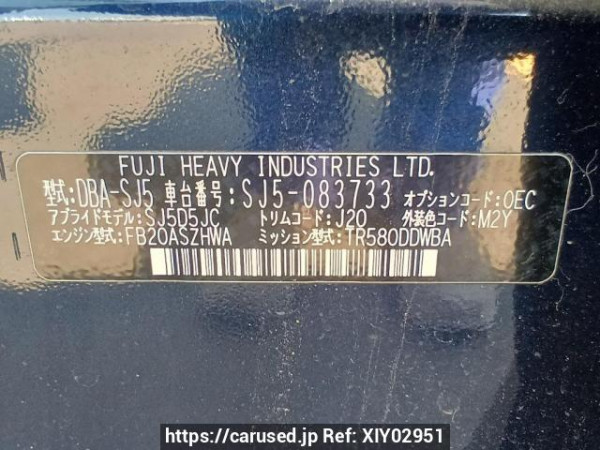 FUJI HEAVY INDUSTRIES LTD.
型式:DBA-SJ5 車台番号:SJ5-083733 オプションコード:OEC
アプライドモデル:SJ5D5JC トリムコード:J20 外装色コード:M2Y
エンジン型式:FB20ASZHWA ミッション型式:TR580DDWBA
https://carused.jp Ref: XIY02951